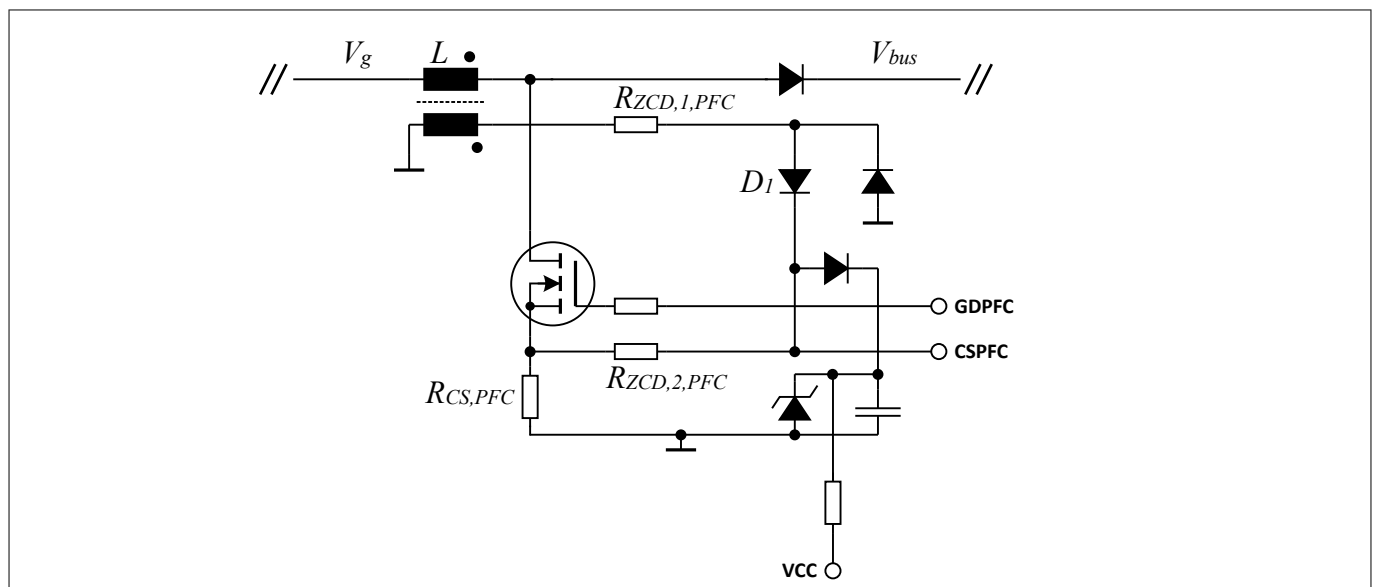 Vg
L
Vbus
RZCD,1,PFC
D1
GDPFC
CSPFC
RZCD,2,PFC
RCS,PFC
VCC